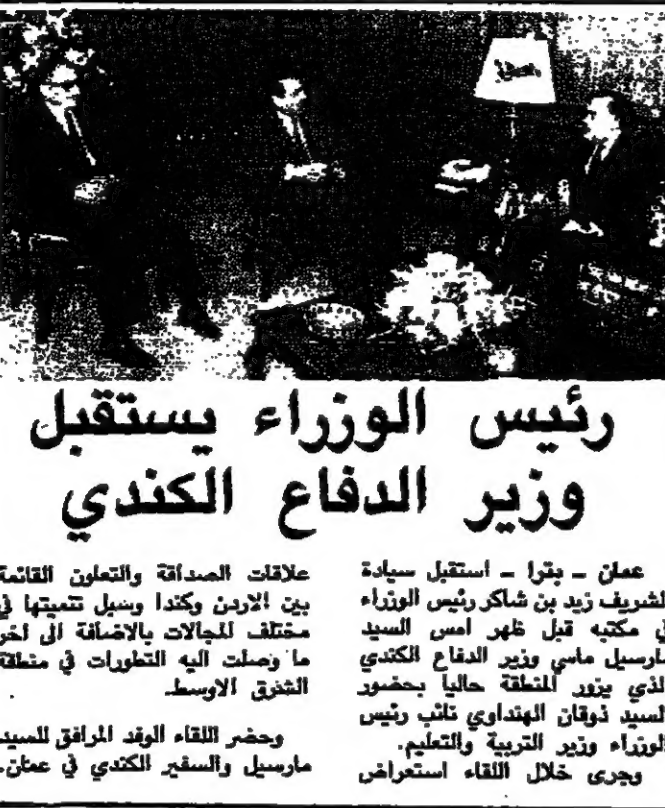 رئيس الوزراء يستقبل
وزير الدفاع الكندي
عمان ـ بترا ـ استقبل سيادة
الشريف زيد بن شاكر رئيس الوزراء
في مكتبه قبل ظهر امس السيد
مارسيل ماسي وزير الدفاع الكندي
الذي يزور المنطقة حاليا بحضور
السيد ذوقان الهنداوي نائب رئيس
الوزراء وزير التربية والتعليم.
وجرى خلال اللقاء استعراض
علاقات الصداقة والتعاون القائمة
بين الاردن وكندا وسبل تنميتها في
مختلف المجالات بالاضافة الى اخر
ما وصلت اليه التطورات في منطقة
الشرق الاوسط.
وحضر اللقاء الوفد المرافق للسيد
مارسيل والسفير الكندي في عمان.